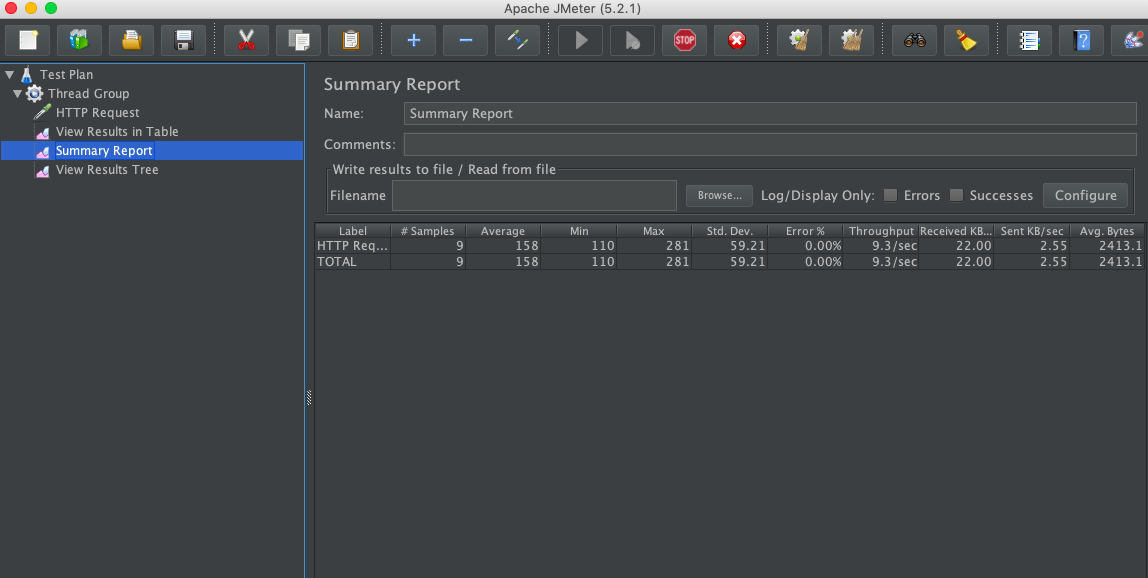 Apache JMeter (5.2.1)
STOP
Test Plan
Thread Group
HTTP Request
View Results in Table
Summary Report
View Results Tree
Summary Report
Name: Summary Report
Comments:
Write results to file / Read from file
Filename Browse... Log/Display Only: Errors Successes Configure
Label # Samples Average Min Max Std. Dev. Error % Throughput Received KB... Sent KB/sec Avg. Bytes
HTTP Req... 9 158 110 281 59.21 0.00% 9.3/sec 22.00 2.55 2413.1
TOTAL 9 158 110 281 59.21 0.00% 9.3/sec 22.00 2.55 2413.1